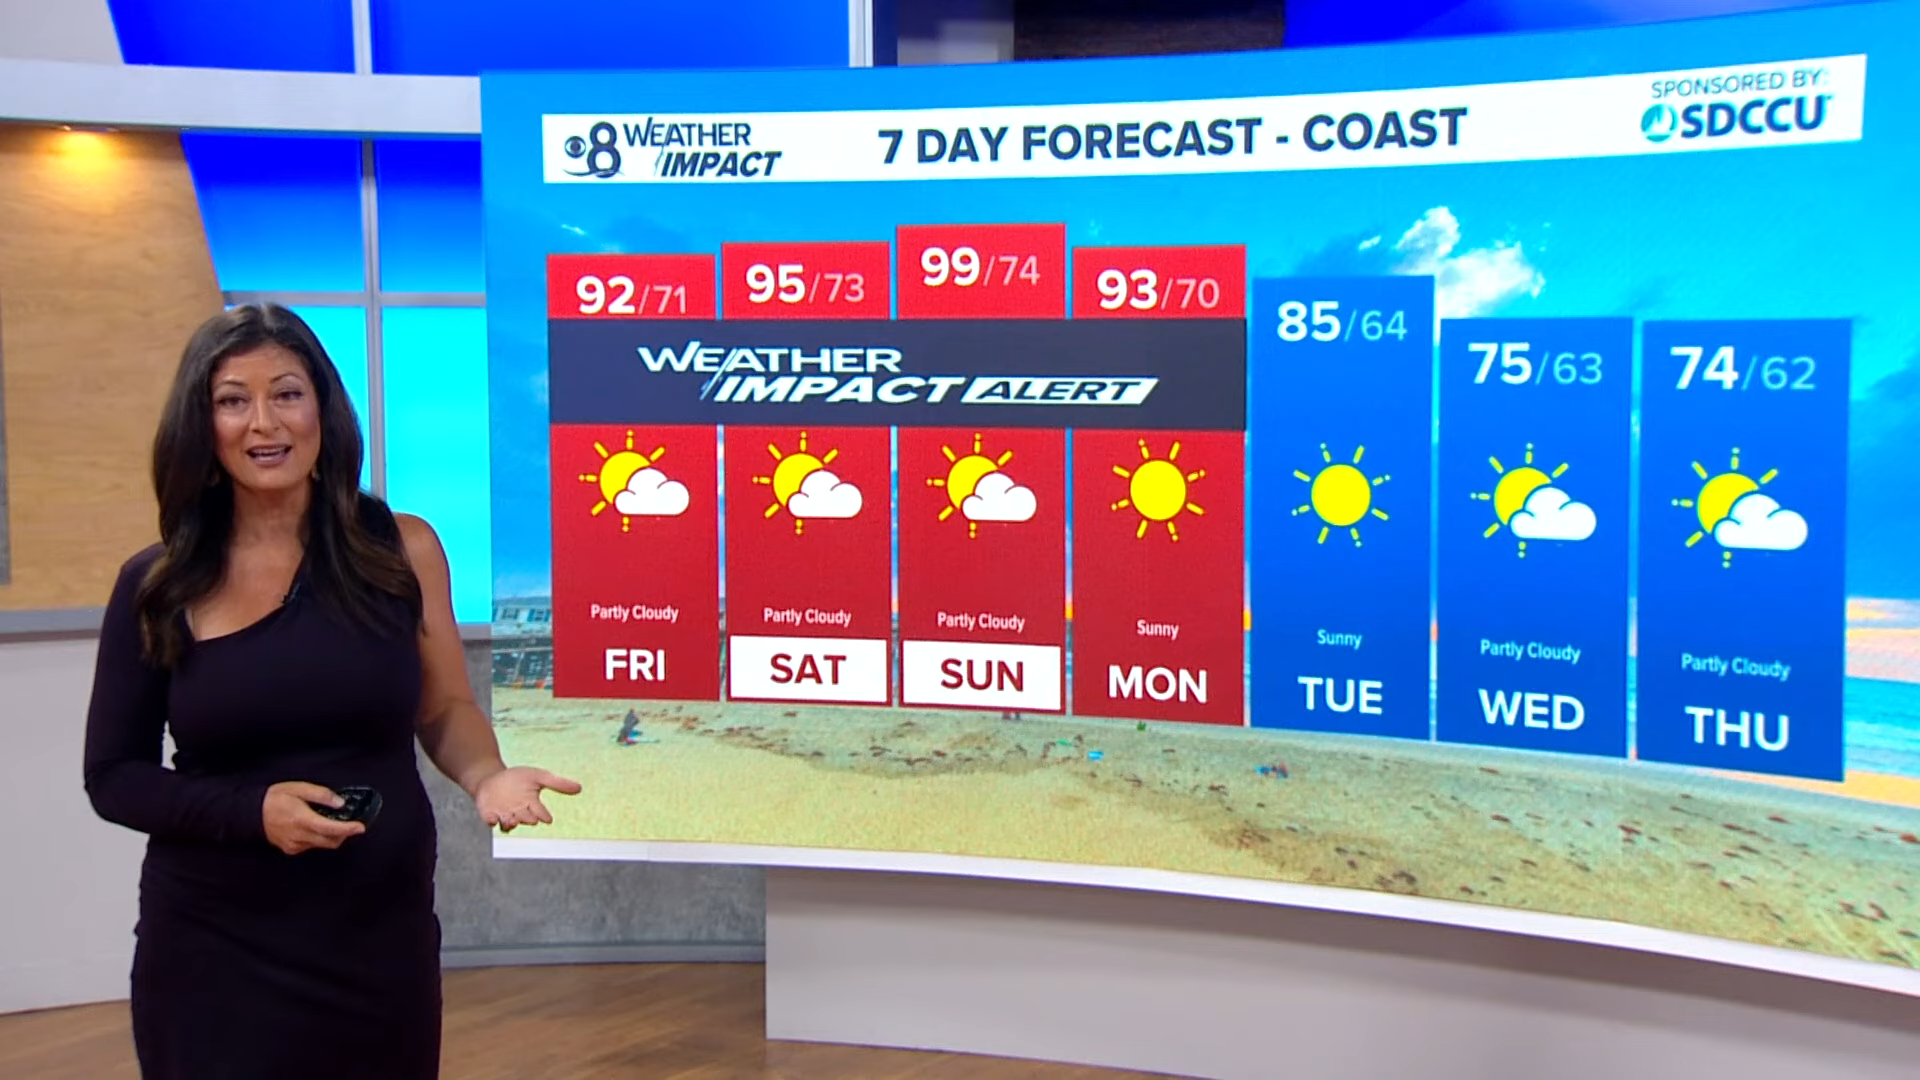 8 WEATHER IMPACT
7 DAY FORECAST - COAST
SPONSORED BY:
SDCCU
92/71
95/73
99/74
93/70
85/64
75/63
74/62
WEATHER
IMPACT ALERT
Partly Cloudy
Partly Cloudy
Partly Cloudy
Sunny
Sunny
Partly Cloudy
Partly Cloudy
FRI
SAT
SUN
MON
TUE
WED
THU